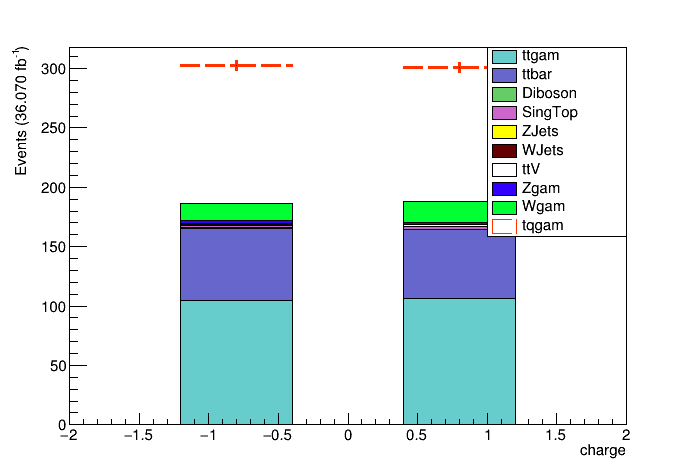 Events (36.070 fb-1)
300
250
200
150
100
50
0
−2 −1.5 −1 −0.5 0 0.5 1 1.5 2
charge
ttgam
ttbar
Diboson
SingTop
ZJets
WJets
ttV
Zgam
Wgam
tqgam